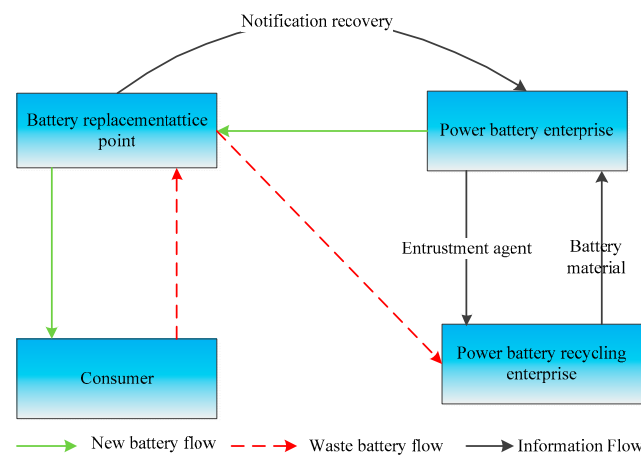 Notification recovery
Battery replacementattice
point
Power battery enterprise
Entrustment agent
Battery
material
Consumer
Power battery recycling
enterprise
New battery flow
Waste battery flow
Information Flow